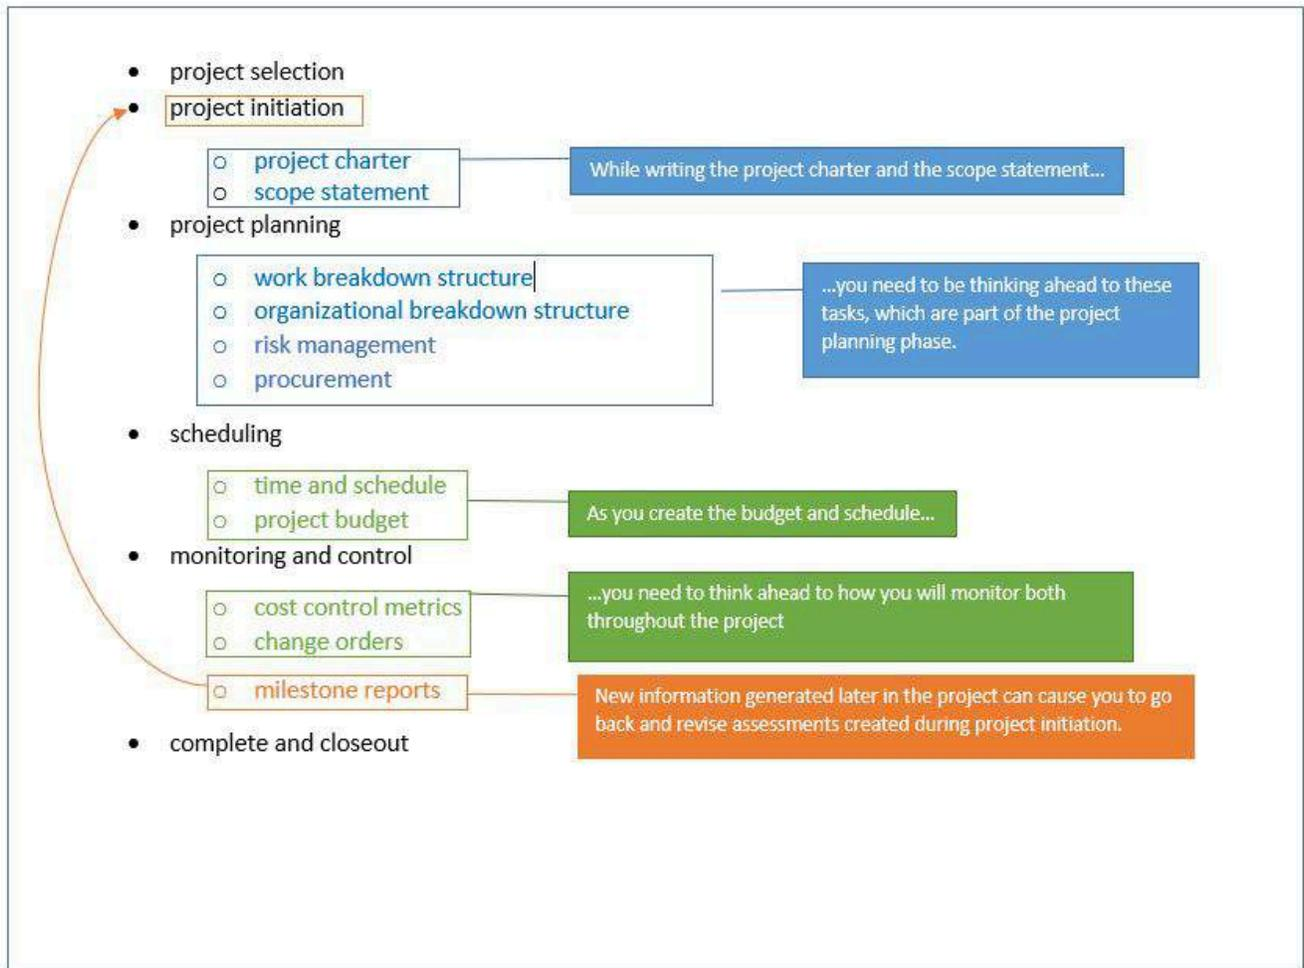 • project selection
• project initiation
o project charter
o scope statement
While writing the project charter and the scope statement...
• project planning
o work breakdown structure
o organizational breakdown structure
o risk management
o procurement
...you need to be thinking ahead to these
tasks, which are part of the project
planning phase.
• scheduling
o time and schedule
o project budget
As you create the budget and schedule...
• monitoring and control
o cost control metrics
o change orders
...you need to think ahead to how you will monitor both
throughout the project
o milestone reports
New information generated later in the project can cause you to go
back and revise assessments created during project initiation.
• complete and closeout